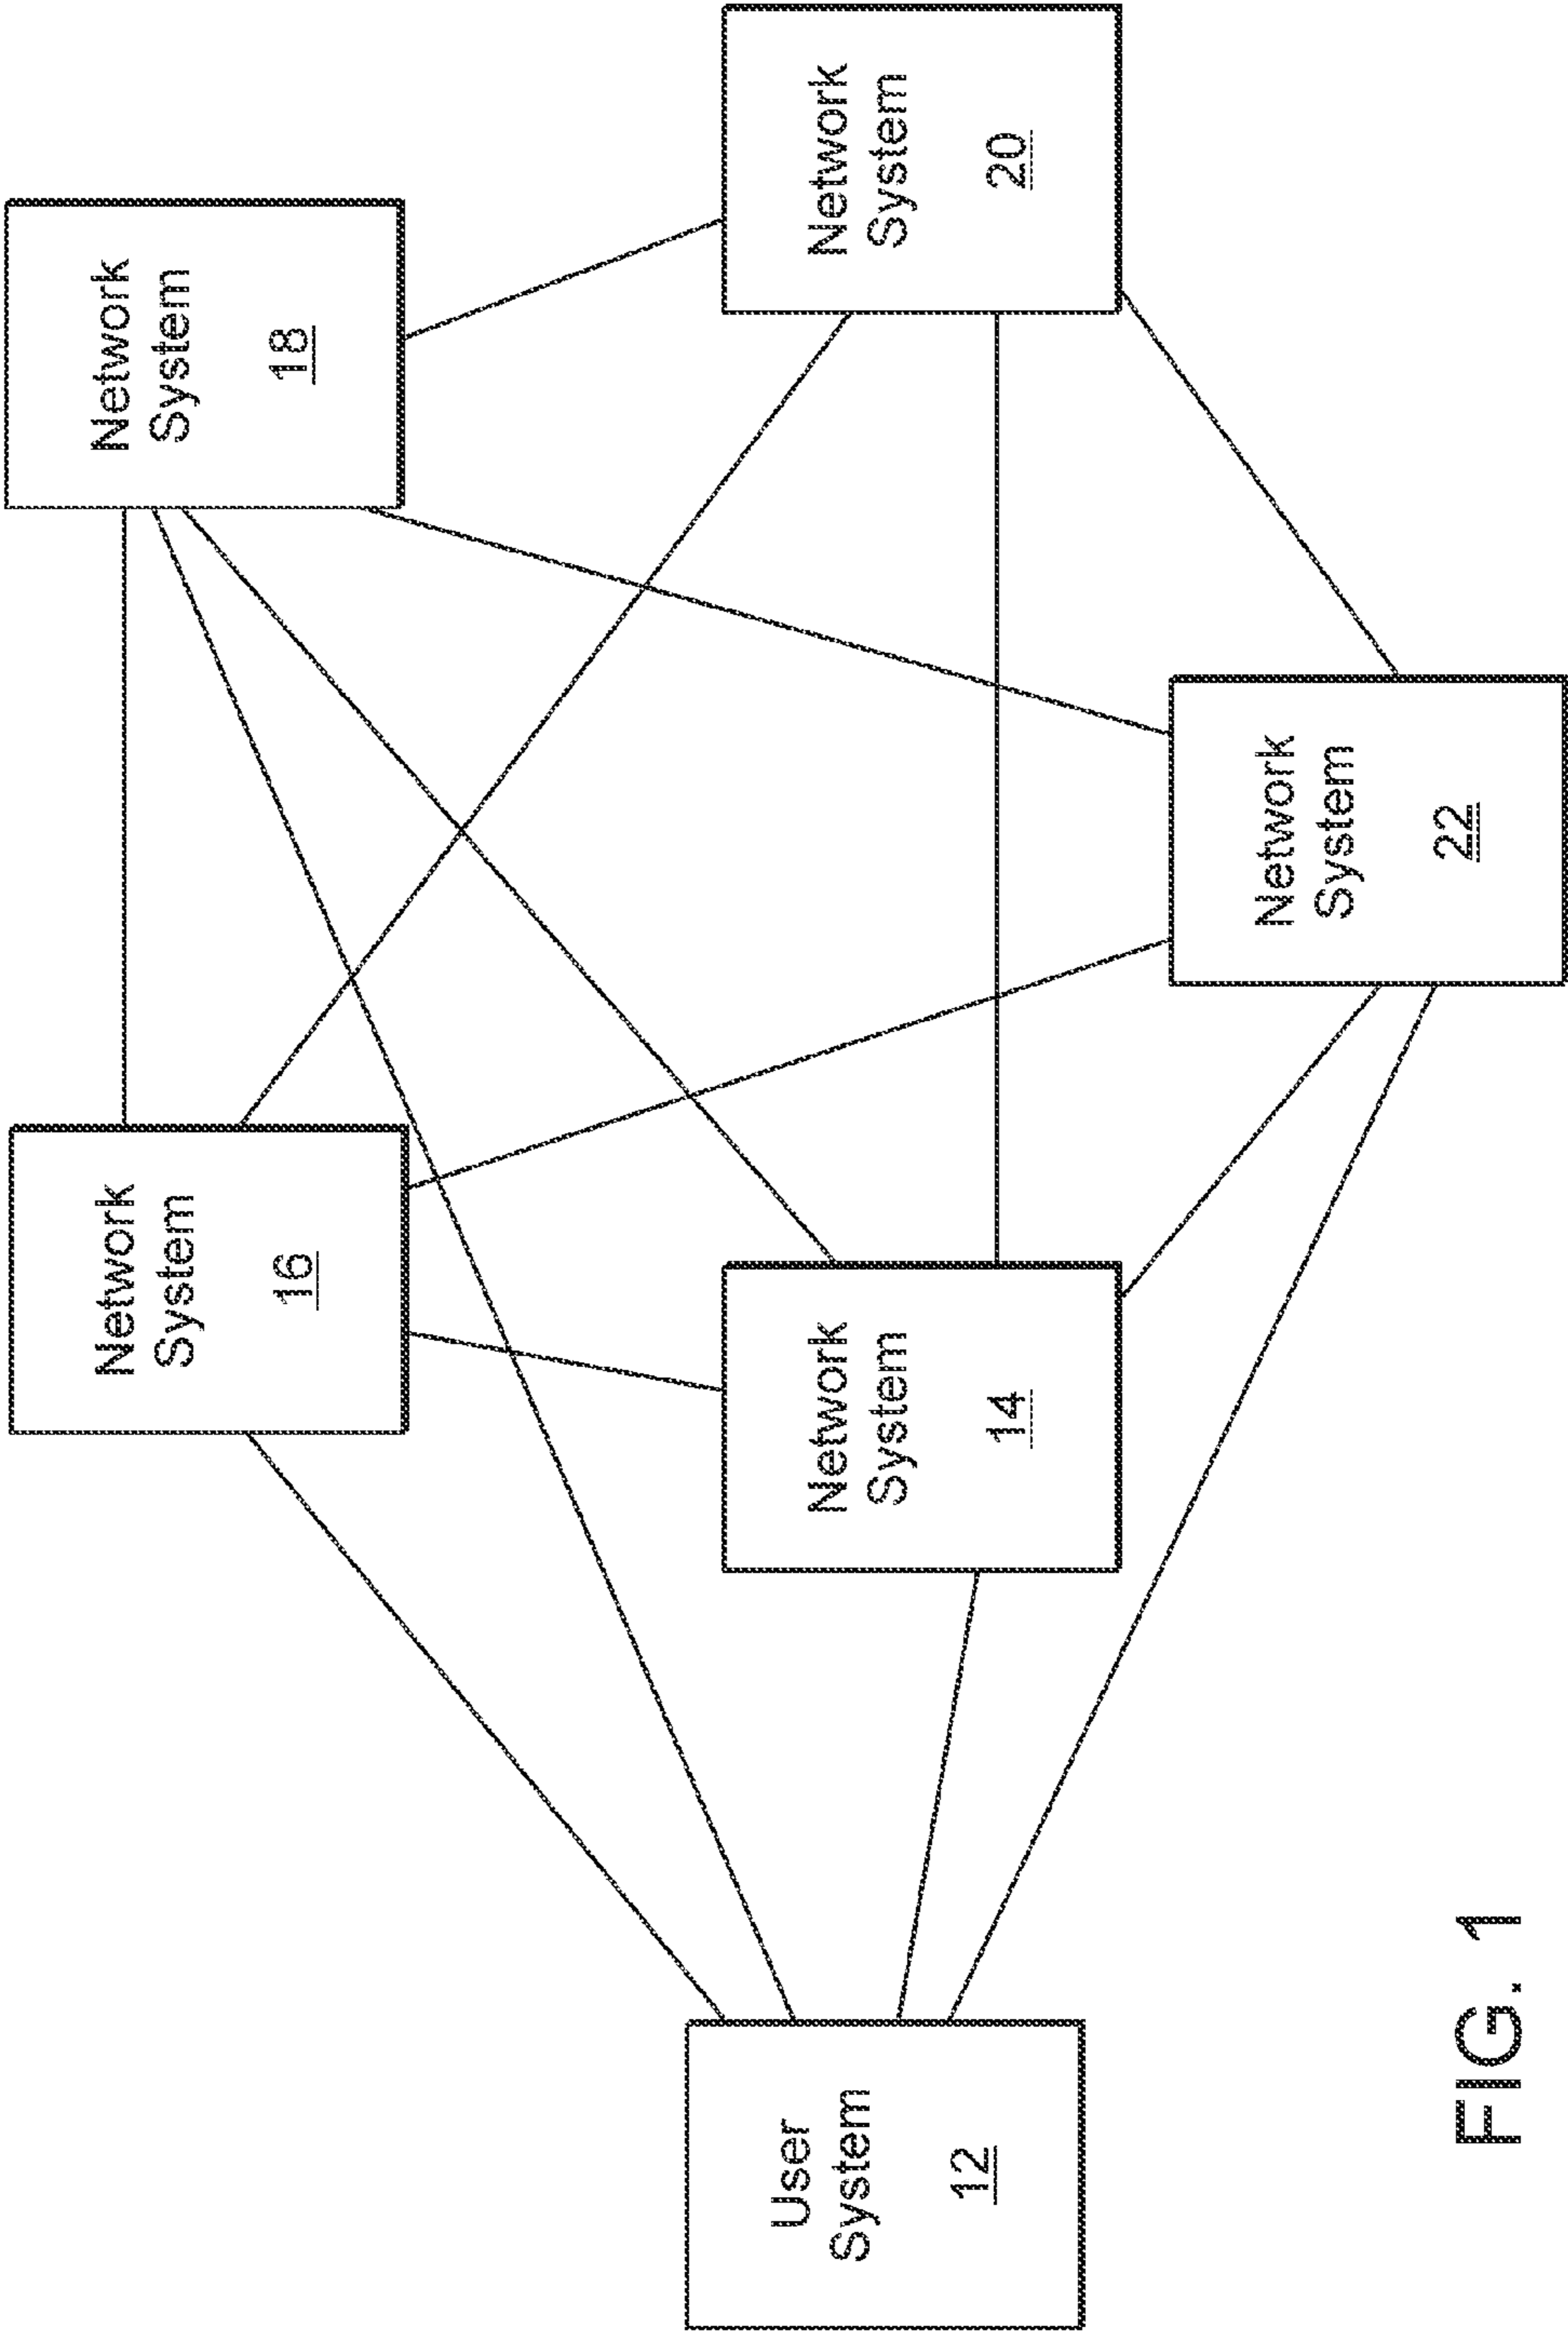 Network
System
16
Network
System
18
User
System
12
Network
System
14
Network
System
20
Network
System
22
FIG. 1